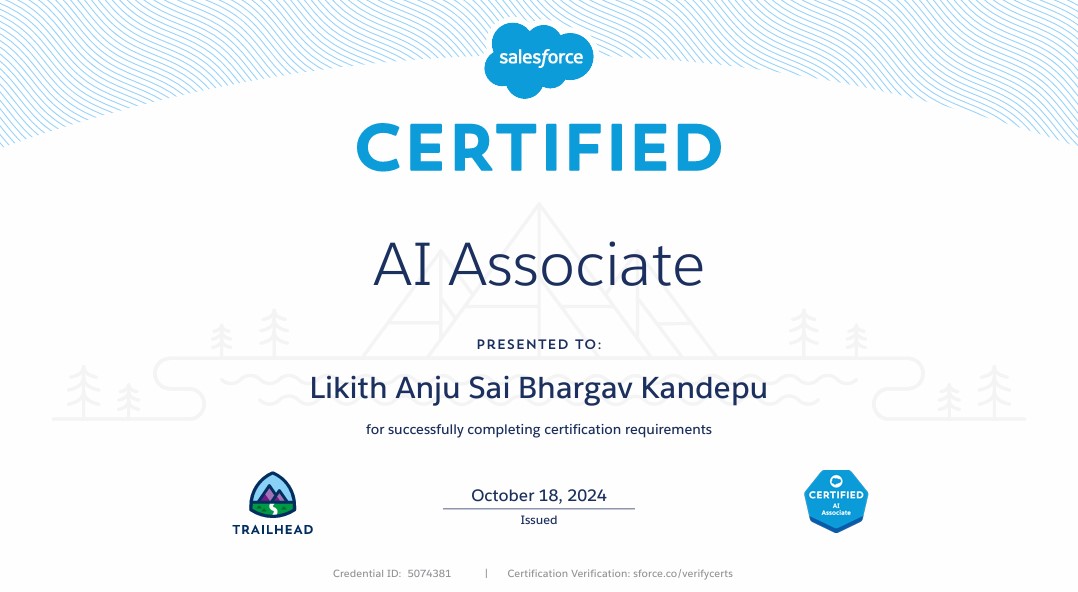 salesforce
CERTIFIED
AI Associate
PRESENTED TO:
Likith Anju Sai Bhargav Kandepu
for successfully completing certification requirements
October 18, 2024
Issued
TRAILHEAD
CERTIFIED
AI
Associate
Credential ID: 5074381 | Certification Verification: sforce.co/verifycerts